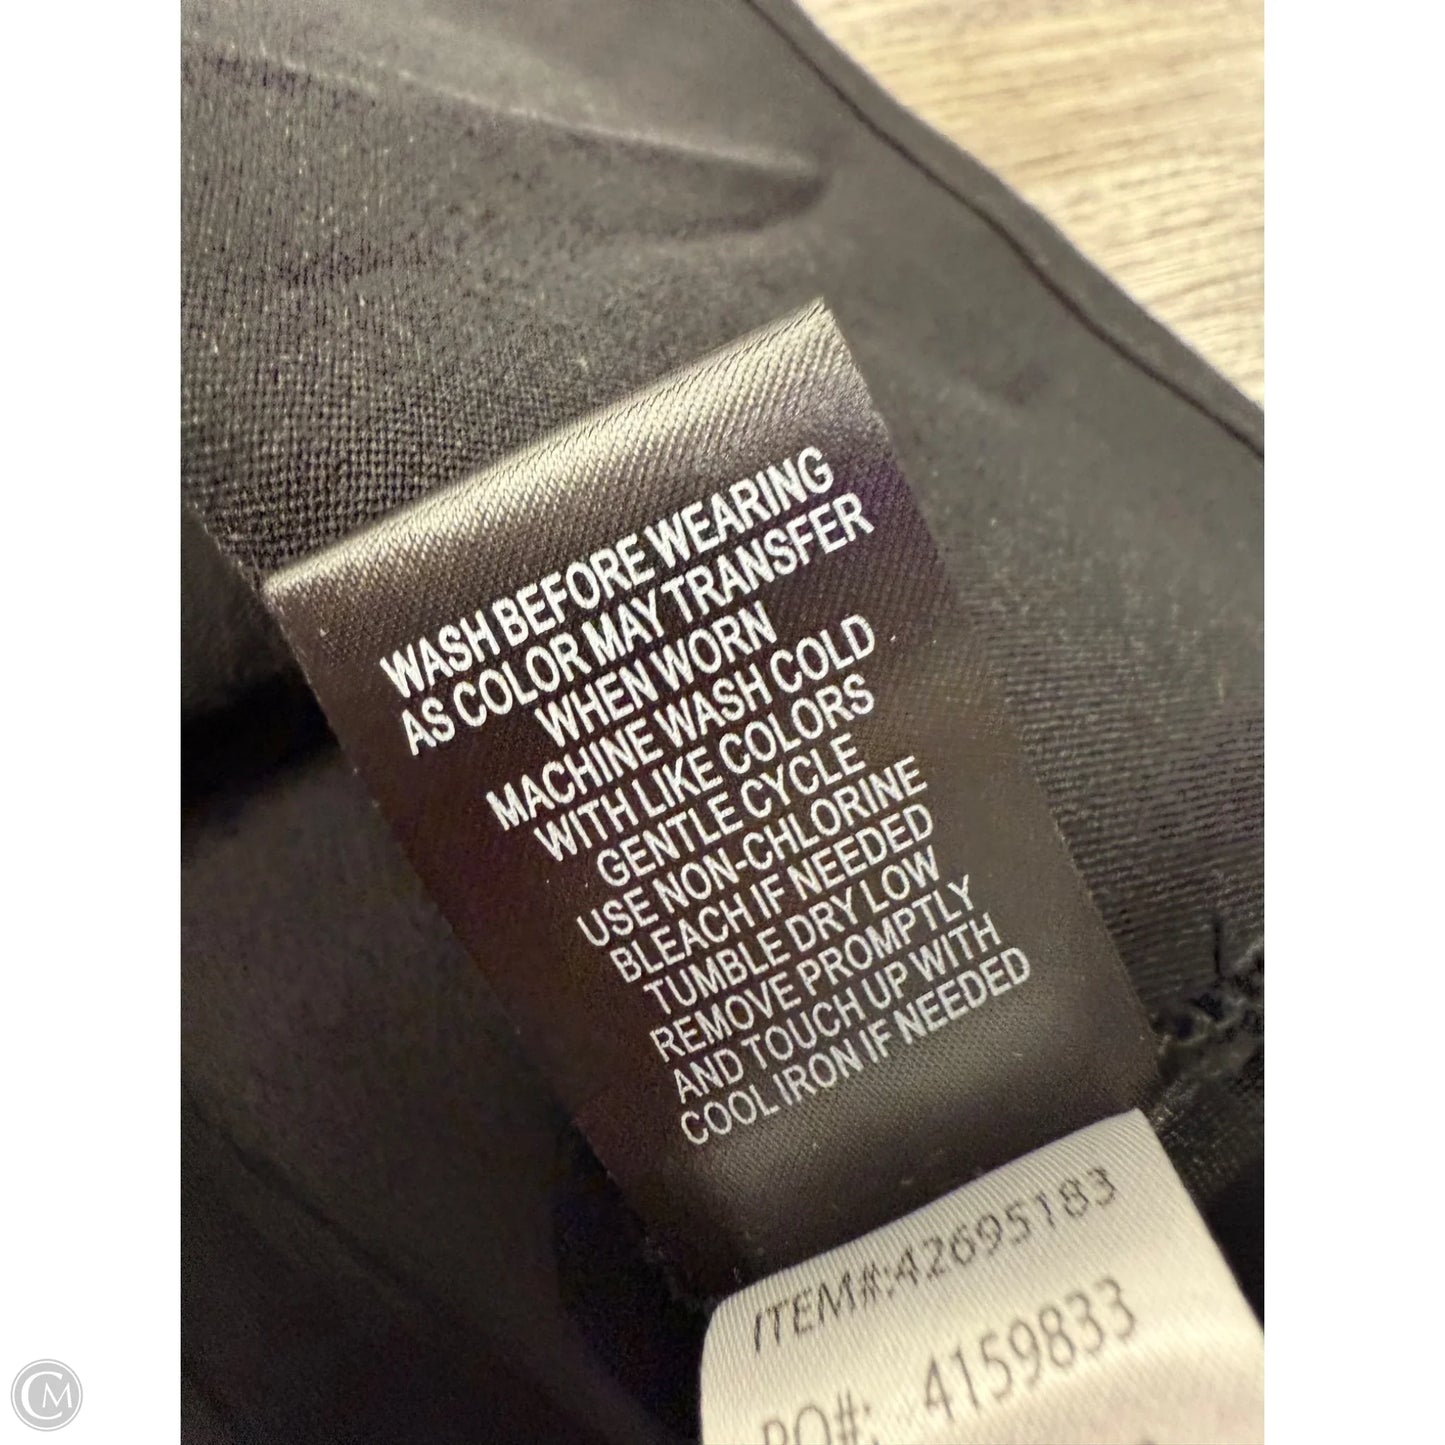 WASH BEFORE WEARING
AS COLOR MAY TRANSFER
WHEN WORN
MACHINE WASH COLD
WITH LIKE COLORS
GENTLE CYCLE
USE NON-CHLORINE
BLEACH IF NEEDED
TUMBLE DRY LOW
REMOVE PROMPTLY
AND TOUCH UP WITH
COOL IRON IF NEEDED
ITEM#:42695183
PO#: 4159833
CM